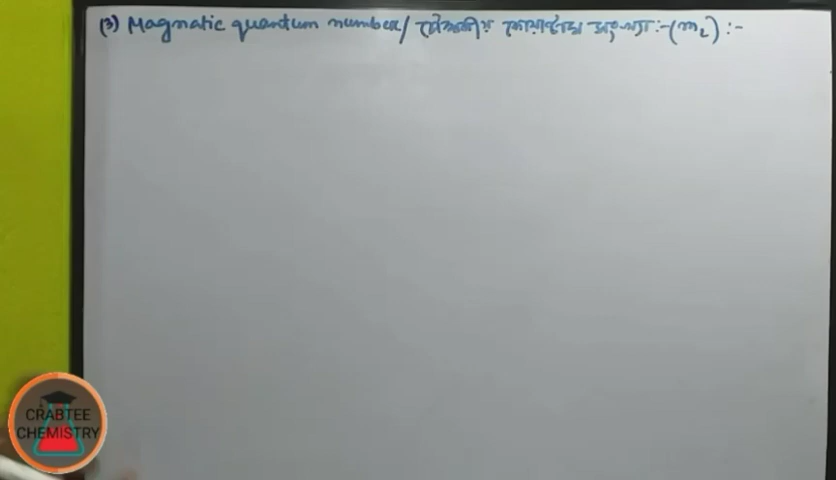 (3) Magnatic quantum number/ চৌম্বকীয় কোয়ান্টাম সংখ্যা :-(mL) :-
CRABTEE
CHEMISTRY